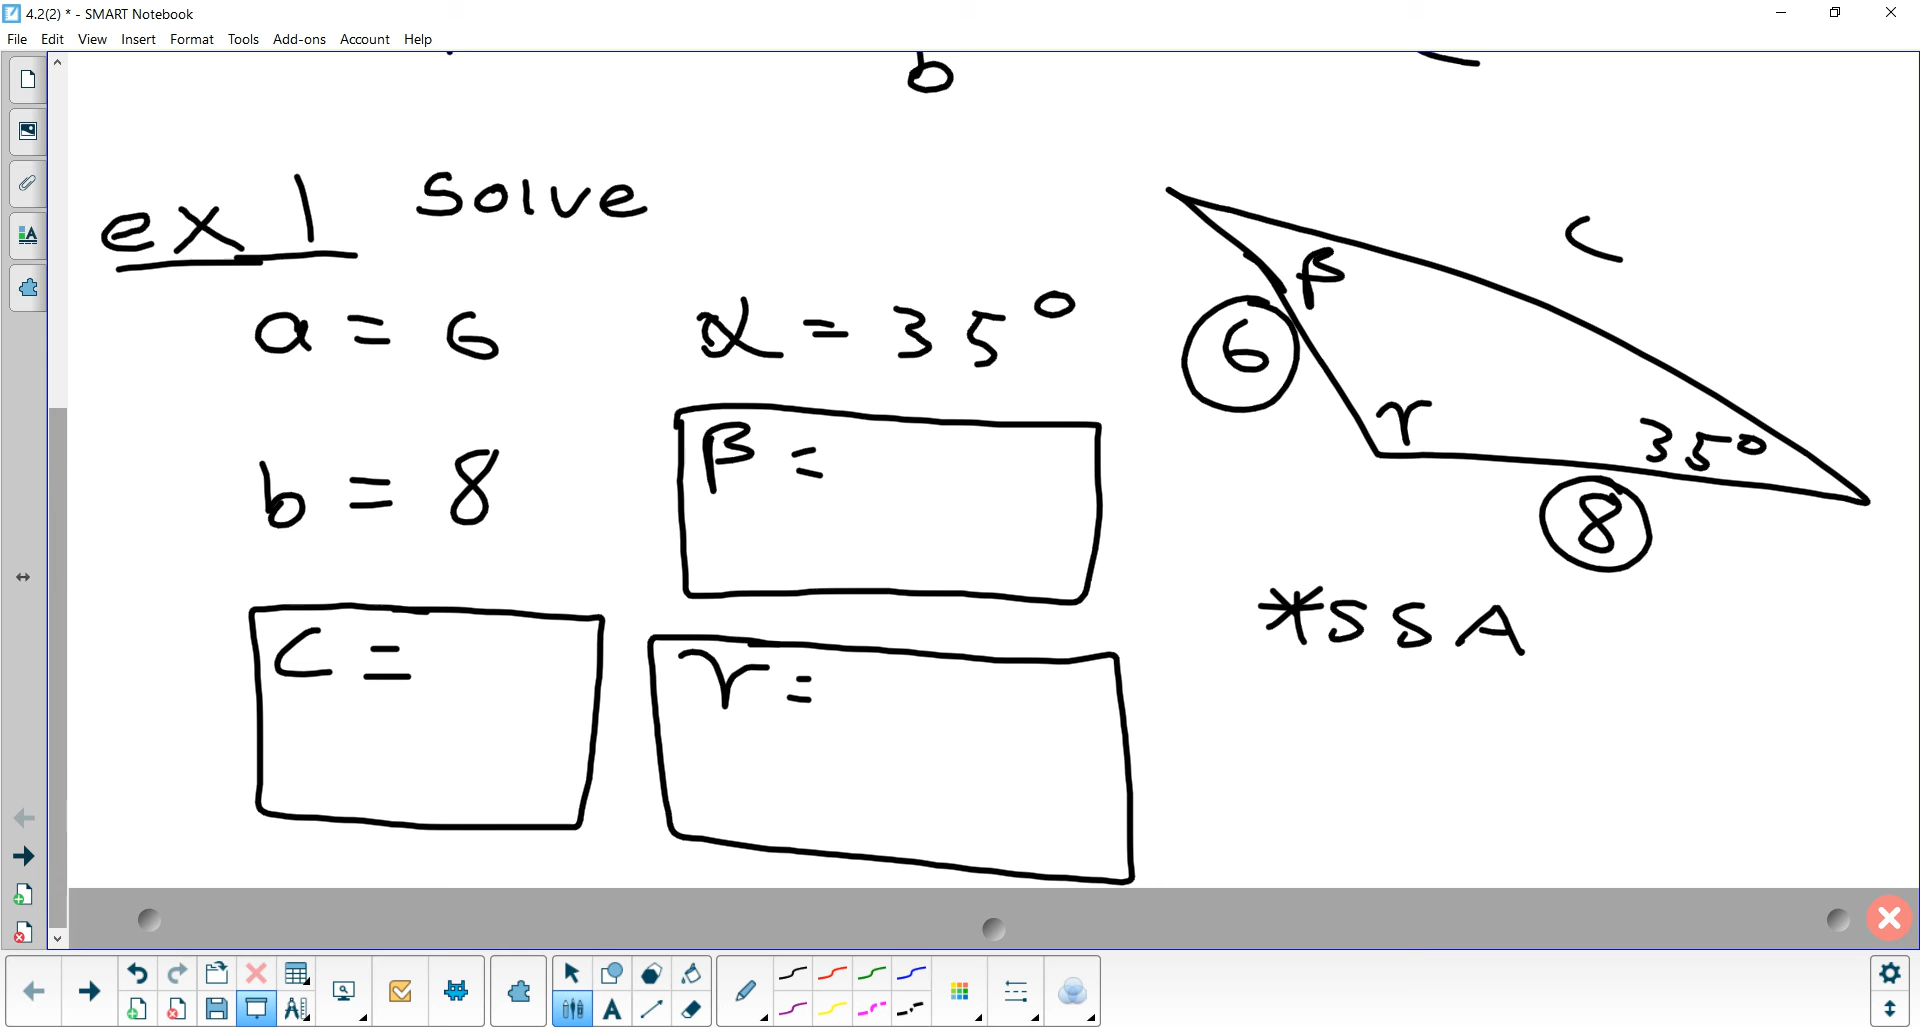 4.2(2) * - SMART Notebook
File Edit View Insert Format Tools Add-ons Account Help
b
ex 1 Solve
a = 6 α = 35°
b = 8 β =
c = γ =
c
β
6
γ 35°
8
*SSA
A